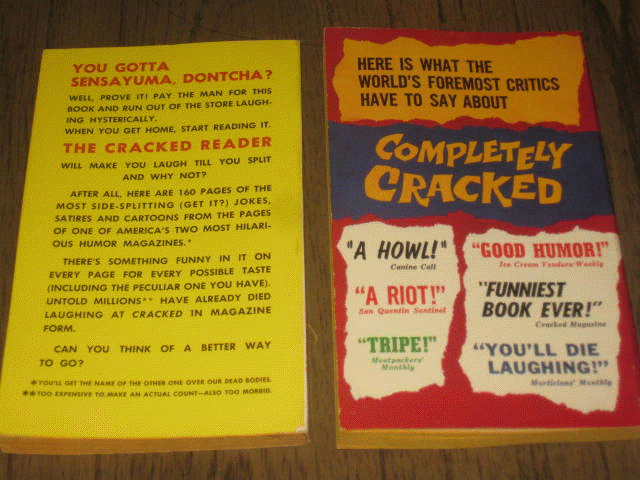 YOU GOTTA
SENSAYUMA, DONTCHA?
WELL, PROVE IT! PAY THE MAN FOR THIS
BOOK AND RUN OUT OF THE STORE LAUGH-
ING HYSTERICALLY.
WHEN YOU GET HOME, START READING IT.
THE CRACKED READER
WILL MAKE YOU LAUGH TILL YOU SPLIT
AND WHY NOT?
AFTER ALL, HERE ARE 160 PAGES OF THE
MOST SIDE-SPLITTING (GET IT?) JOKES,
SATIRES AND CARTOONS FROM THE PAGES
OF ONE OF AMERICA'S TWO MOST HILARI-
OUS HUMOR MAGAZINES.*
THERE'S SOMETHING FUNNY IN IT ON
EVERY PAGE FOR EVERY POSSIBLE TASTE
(INCLUDING THE PECULIAR ONE YOU HAVE).
UNTOLD MILLIONS** HAVE ALREADY DIED
LAUGHING AT CRACKED IN MAGAZINE
FORM.
CAN YOU THINK OF A BETTER WAY
TO GO?
*YOU'LL GET THE NAME OF THE OTHER ONE OVER OUR DEAD BODIES.
**TOO EXPENSIVE TO MAKE AN ACTUAL COUNT—ALSO TOO MORBID.
HERE IS WHAT THE
WORLD'S FOREMOST CRITICS
HAVE TO SAY ABOUT
COMPLETELY
CRACKED
"A HOWL!"
Canine Call
"A RIOT!"
San Quentin Sentinel
"TRIPE!"
Meatpackers'
Monthly
"GOOD HUMOR!"
Ice Cream Vendors' Weekly
"FUNNIEST
BOOK EVER!"
Cracked Magazine
"YOU'LL DIE
LAUGHING!"
Morticians' Monthly